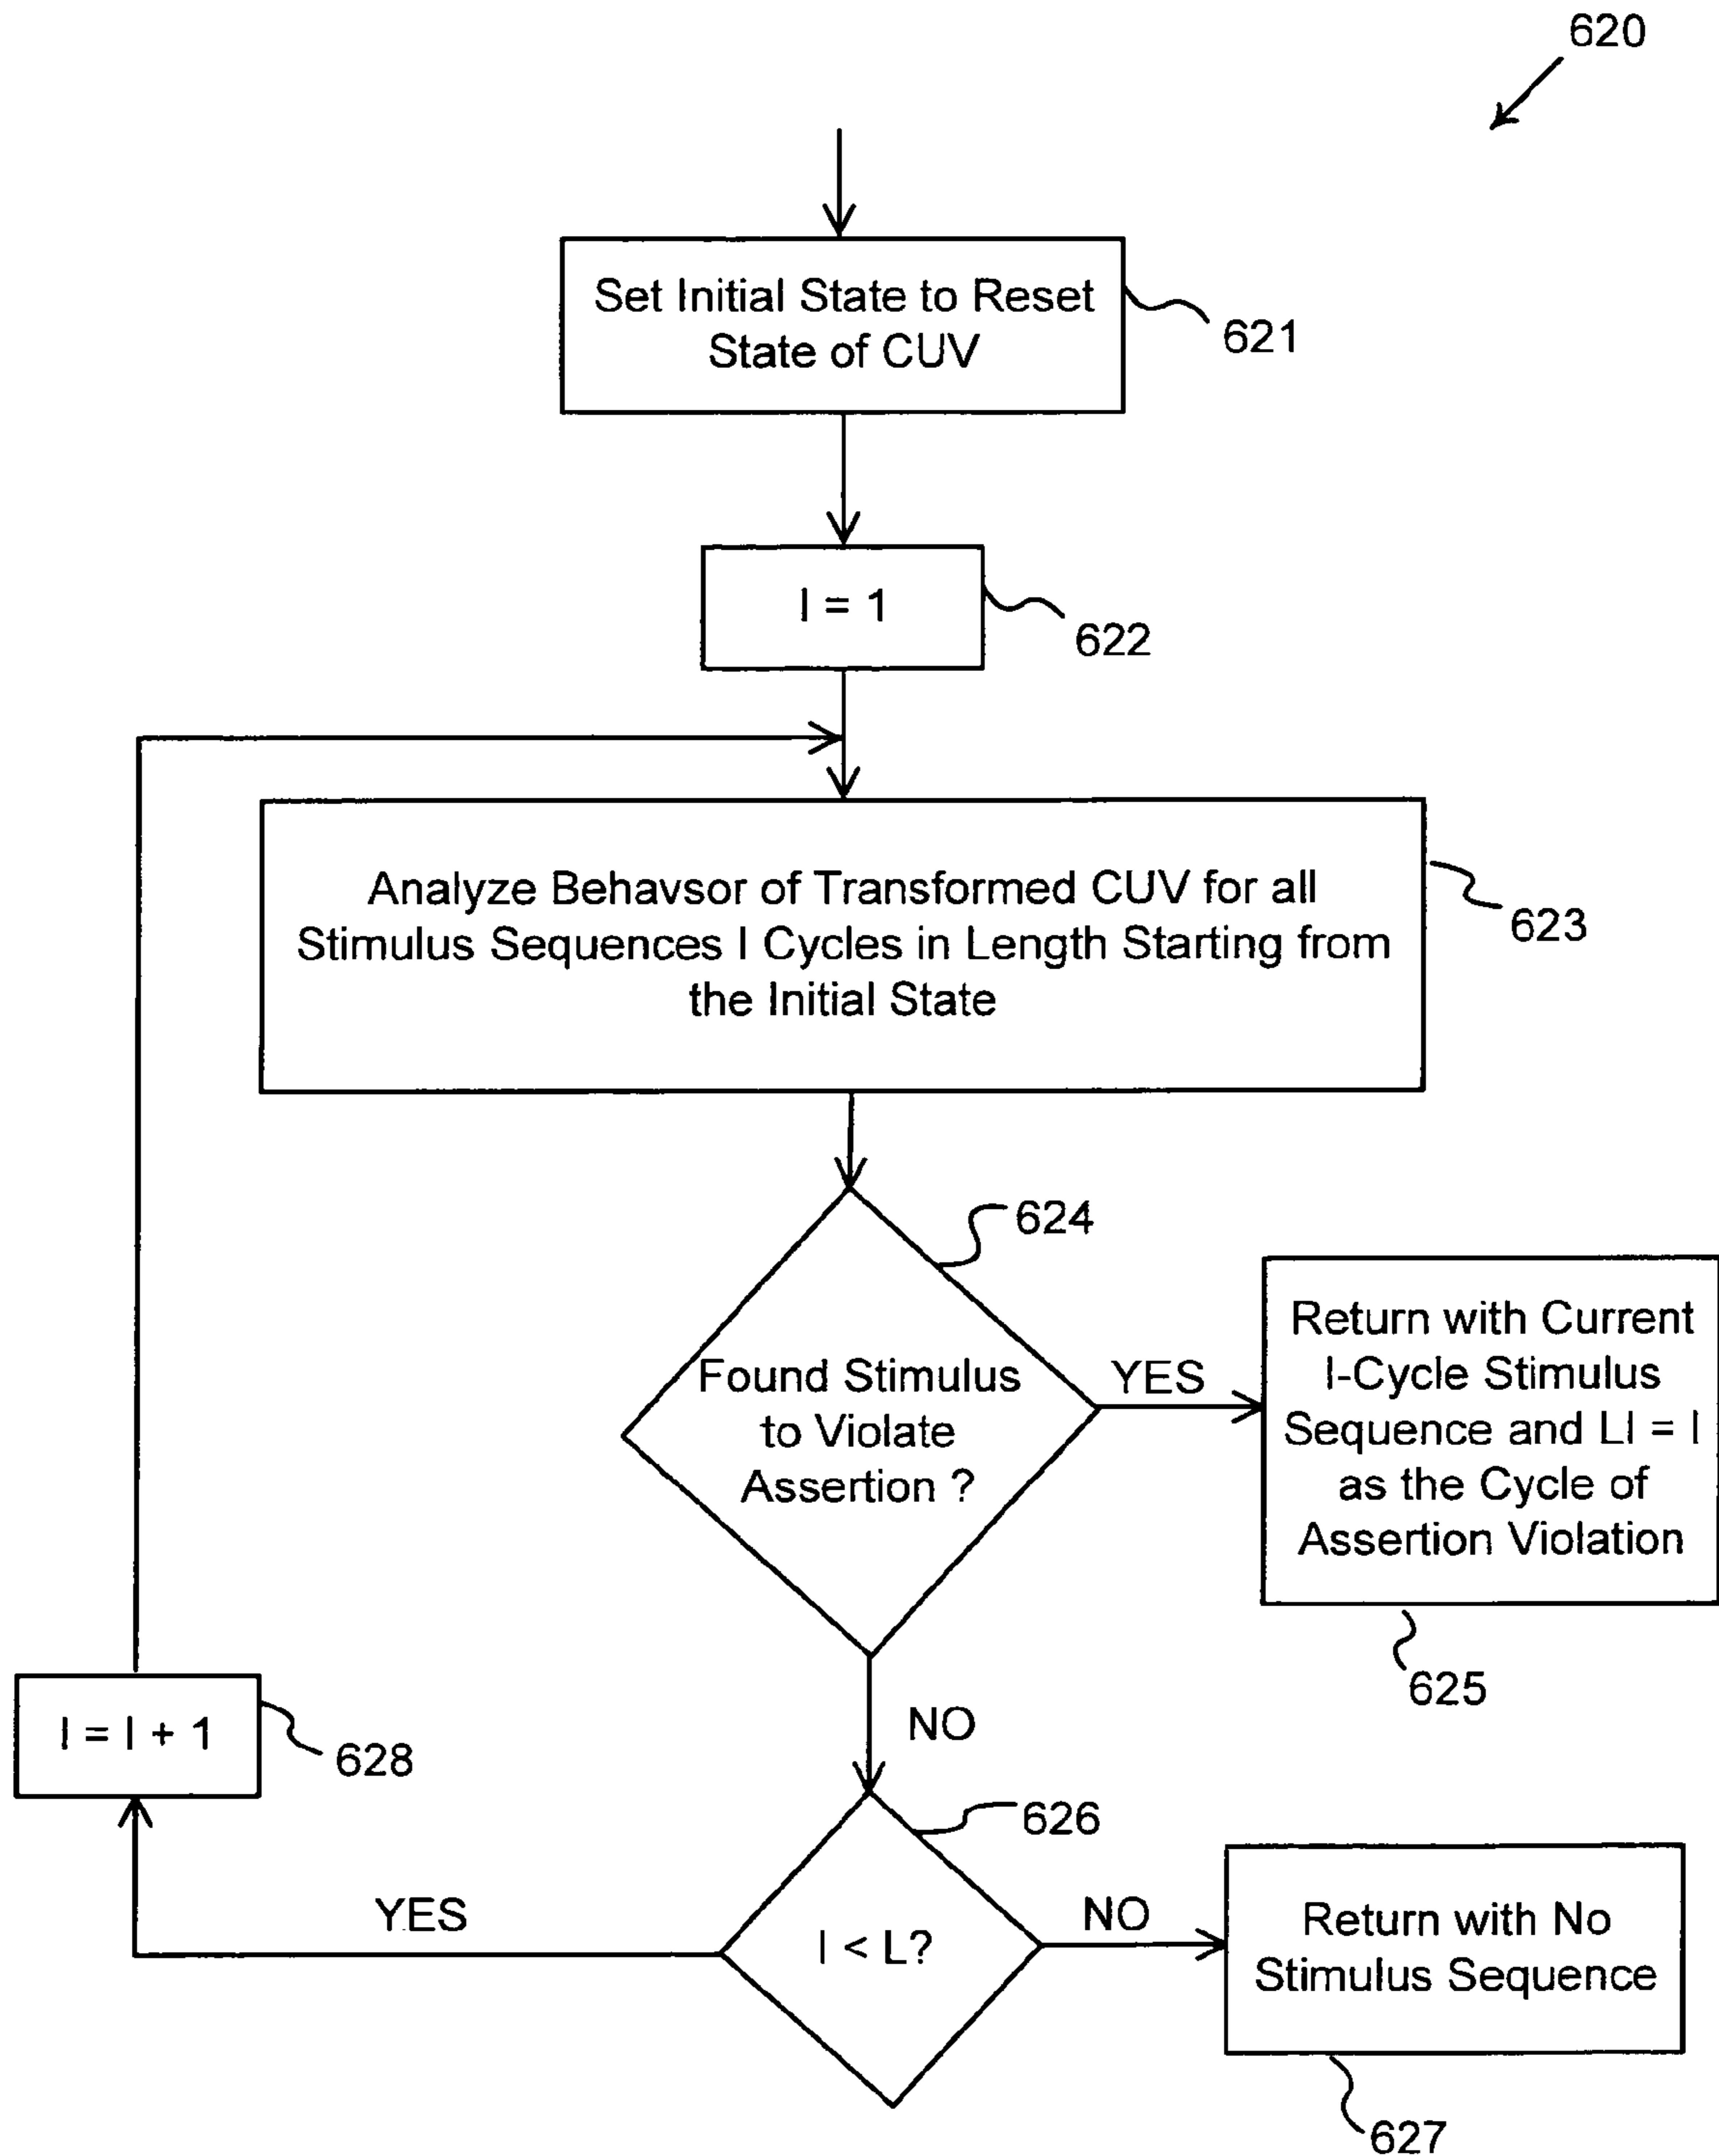 620
Set Initial State to Reset
State of CUV
621
I = 1
622
Analyze Behavsor of Transformed CUV for all
Stimulus Sequences I Cycles in Length Starting from
the Initial State
623
624
Found Stimulus
to Violate
Assertion ?
YES
Return with Current
I-Cycle Stimulus
Sequence and LI = I
as the Cycle of
Assertion Violation
625
NO
I = I + 1
628
626
I < L?
YES
NO
Return with No
Stimulus Sequence
627